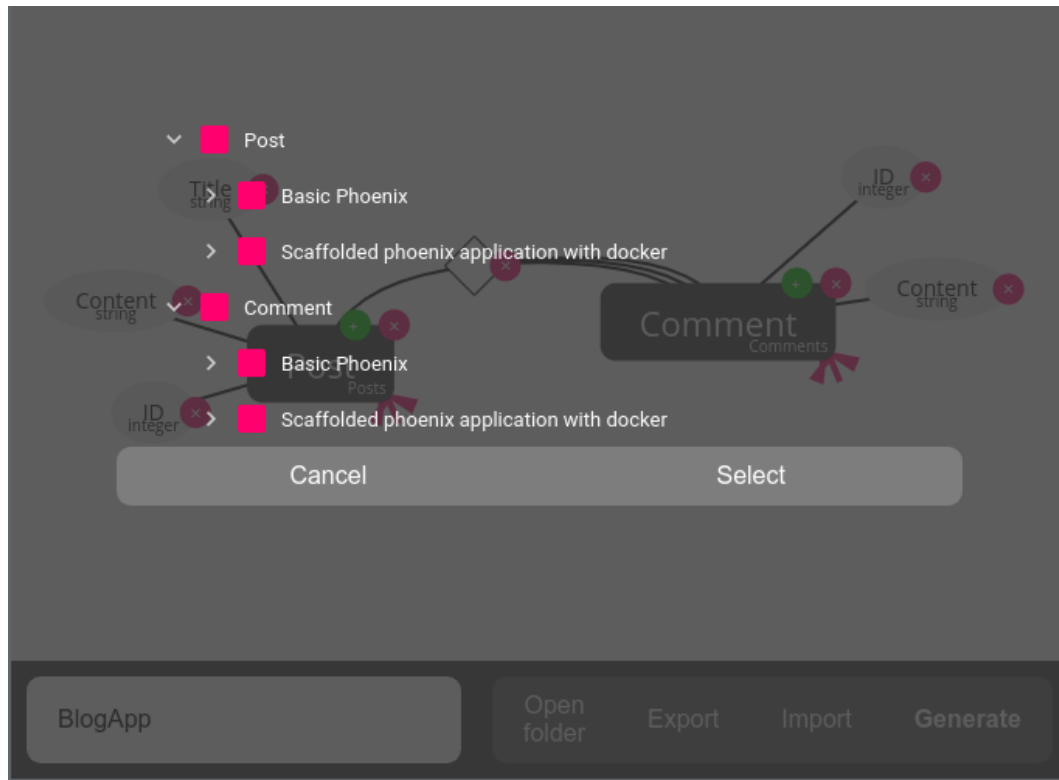 Post
Title
string
Basic Phoenix
Scaffolded phoenix application with docker
ID
integer
Content
string
Comment
Content
string
Comment
Comments
Basic Phoenix
Post
Posts
ID
integer
Scaffolded phoenix application with docker
Cancel
Select
BlogApp
Open
folder
Export
Import
Generate